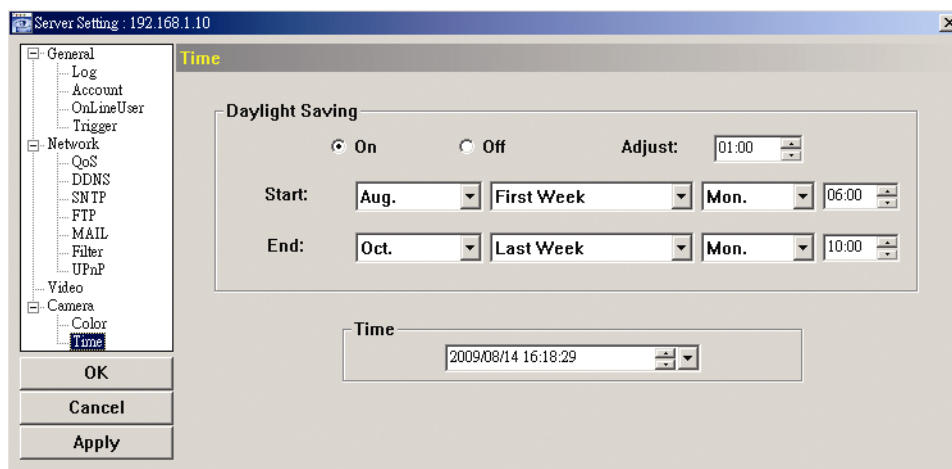 Server Setting : 192.168.1.10
General
Log
Account
OnLineUser
Trigger
Network
QoS
DDNS
SNTP
FTP
MAIL
Filter
UPnP
Video
Camera
Color
Time
OK
Cancel
Apply
Time
Daylight Saving
On Off Adjust: 01:00
Start: Aug. First Week Mon. 06:00
End: Oct. Last Week Mon. 10:00
Time
2009/08/14 16:18:29